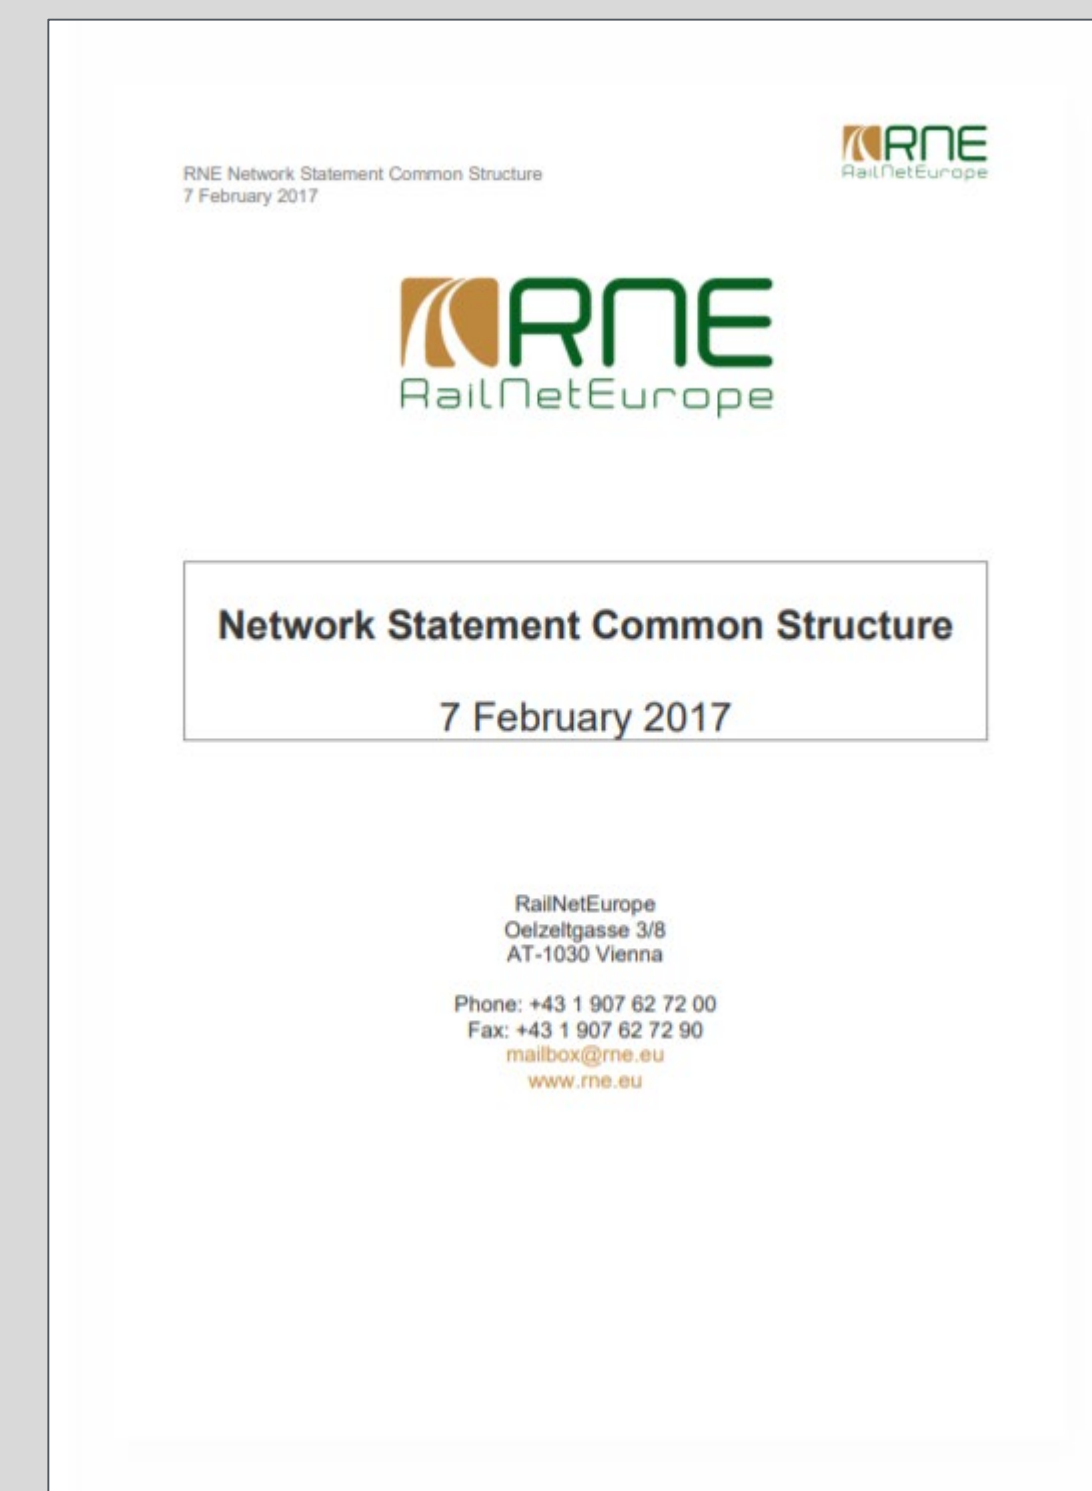 RNE
RailNetEurope
RNE Network Statement Common Structure
7 February 2017
RNE
RailNetEurope
Network Statement Common Structure
7 February 2017
RailNetEurope
Oelzeltgasse 3/8
AT-1030 Vienna
Phone: +43 1 907 62 72 00
Fax: +43 1 907 62 72 90
mailbox@rne.eu
www.rne.eu